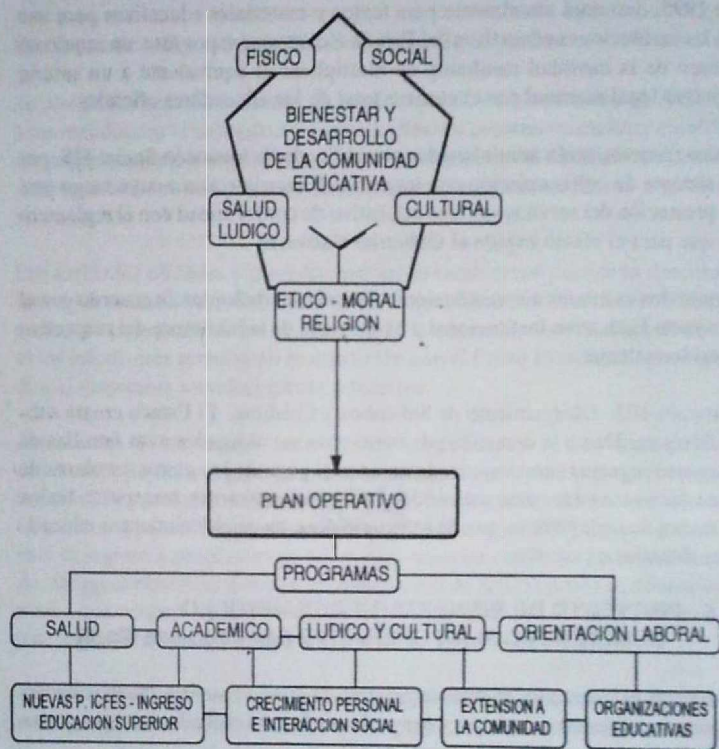 FISICO
SOCIAL
BIENESTAR Y
DESARROLLO
DE LA COMUNIDAD
EDUCATIVA
SALUD
LUDICO
CULTURAL
ETICO - MORAL
RELIGION
PLAN OPERATIVO
PROGRAMAS
SALUD
ACADEMICO
LUDICO Y CULTURAL
ORIENTACION LABORAL
NUEVAS P. ICFES - INGRESO
EDUCACION SUPERIOR
CRECIMIENTO PERSONAL
E INTERACCION SOCIAL
EXTENSION A
LA COMUNIDAD
ORGANIZACIONES
EDUCATIVAS